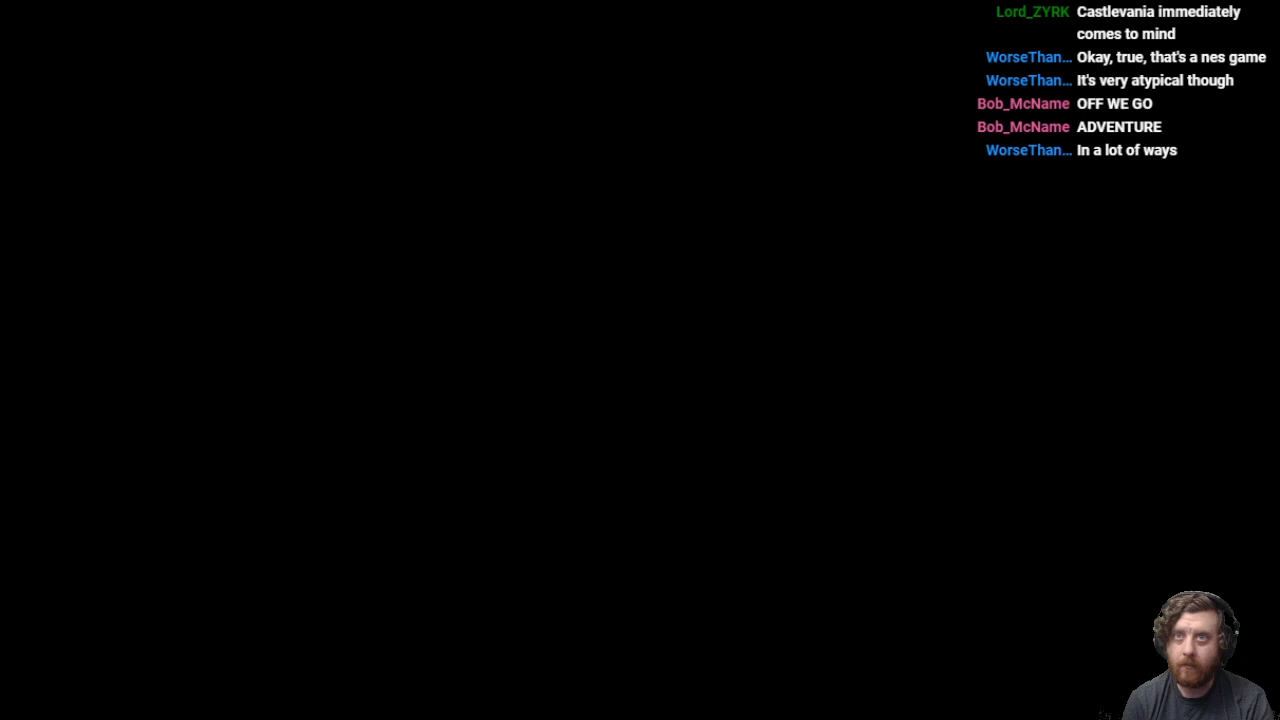 Lord_ZYRK Castlevania immediately
comes to mind
WorseThan... Okay, true, that's a nes game
WorseThan... It's very atypical though
Bob_McName OFF WE GO
Bob_McName ADVENTURE
WorseThan... In a lot of ways